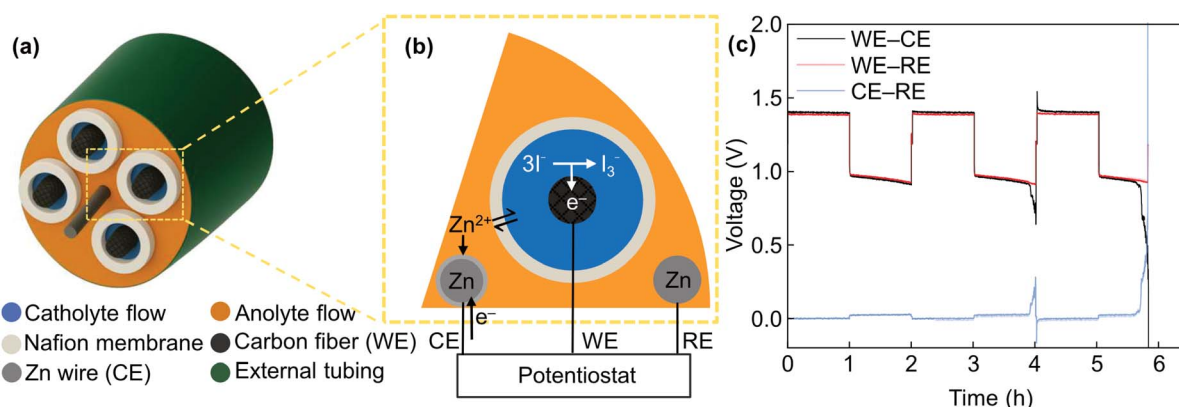 (a)
Catholyte flow
Anolyte flow
Nafion membrane
Carbon fiber (WE)
Zn wire (CE)
External tubing
(b)
3I⁻ I₃⁻
e⁻
Zn²⁺
Zn
Zn
e⁻
CE
WE
RE
Potentiostat
(c)
WE–CE
WE–RE
CE–RE
2.0
1.5
1.0
0.5
0.0
Voltage (V)
0 1 2 3 4 5 6
Time (h)